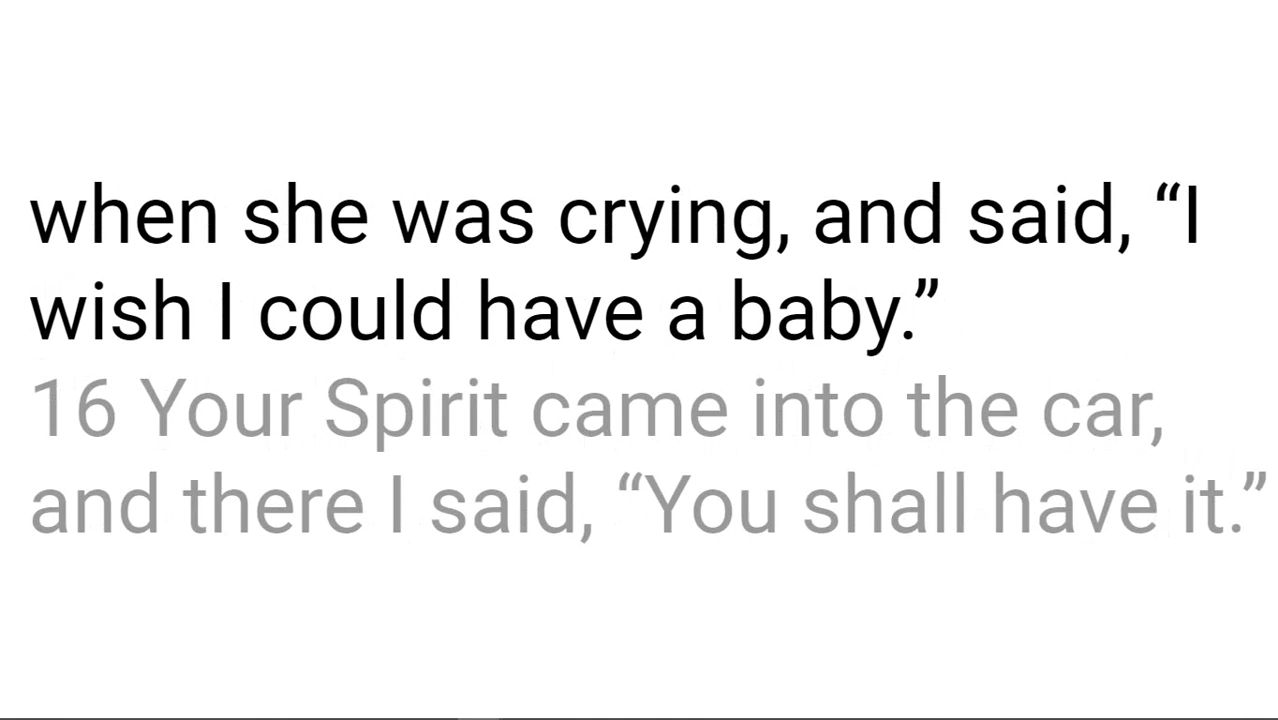 when she was crying, and said, “I
wish I could have a baby.”
16 Your Spirit came into the car,
and there I said, “You shall have it.”